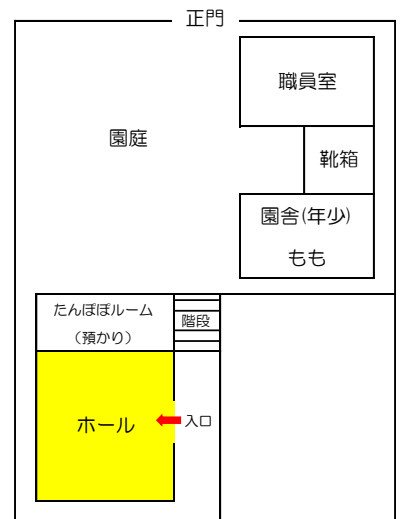 正門
職員室
園庭
靴箱
園舎(年少)
もも
たんぽぽルーム
(預かり)
階段
ホール
入口